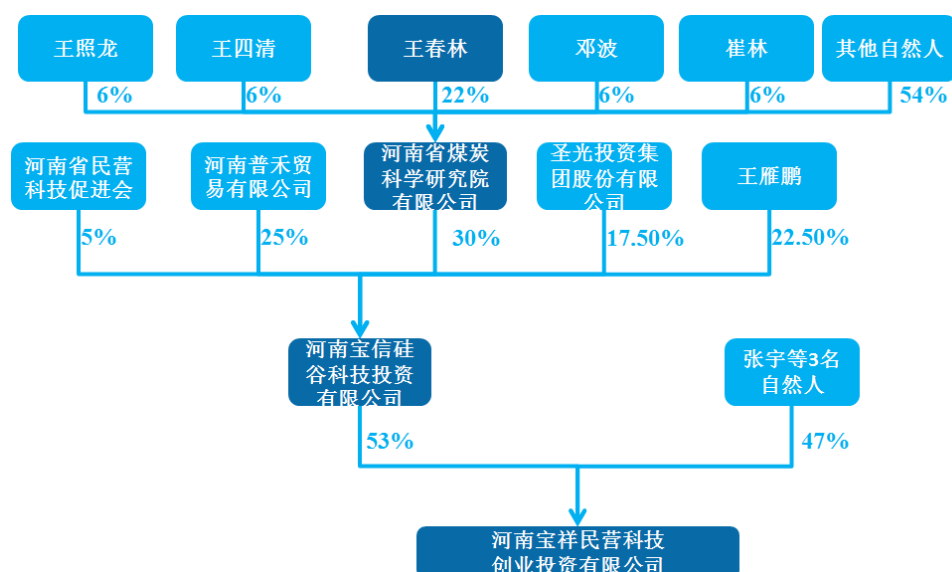 王照龙
王四清
王春林
邓波
崔林
其他自然人
6%
6%
22%
6%
6%
54%
河南省民营
科技促进会
河南普禾贸
易有限公司
河南省煤炭
科学研究院
有限公司
圣光投资集
团股份有限
公司
王雁鹏
5%
25%
30%
17.50%
22.50%
河南宝信硅
谷科技投资
有限公司
张宇等3名
自然人
53%
47%
河南宝祥民营科技
创业投资有限公司